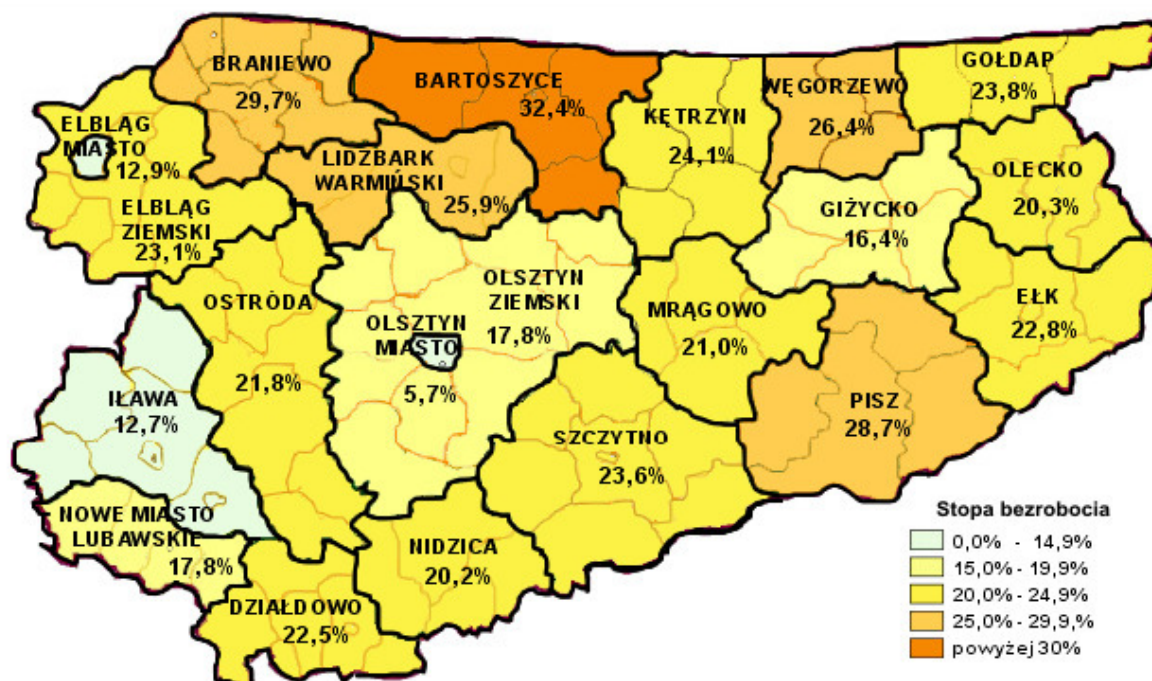 BRANIEWO
29,7%
BARTOSZYCE
32,4%
KĘTRZYN
24,1%
WĘGORZEWO
26,4%
GOŁDAP
23,8%
ELBLĄG
MIASTO
12,9%
LIDZBARK
WARMIŃSKI
25,9%
OLECKO
20,3%
GIŻYCKO
16,4%
ELBLĄG
ZIEMSKI
23,1%
OSTRÓDA
21,8%
OLSZTYN
ZIEMSKI
17,8%
OLSZTYN
MIASTO
5,7%
MRĄGOWO
21,0%
EŁK
22,8%
IŁAWA
12,7%
PISZ
28,7%
SZCZYTNO
23,6%
NOWE MIASTO
LUBAWSKIE
17,8%
NIDZICA
20,2%
DZIAŁDOWO
22,5%
Stopa bezrobocia
0,0% - 14,9%
15,0% - 19,9%
20,0% - 24,9%
25,0% - 29,9,%
powyżej 30%